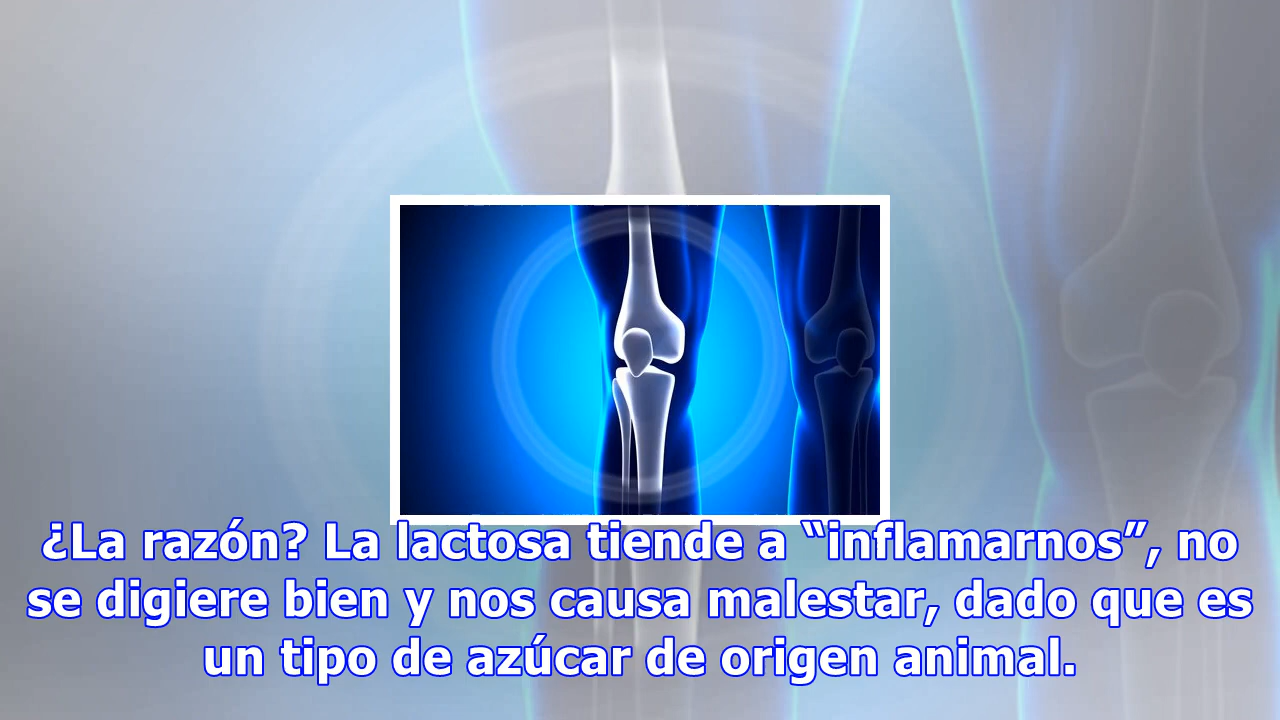 ¿La razón? La lactosa tiende a “inflamarnos”, no
se digiere bien y nos causa malestar, dado que es
un tipo de azúcar de origen animal.